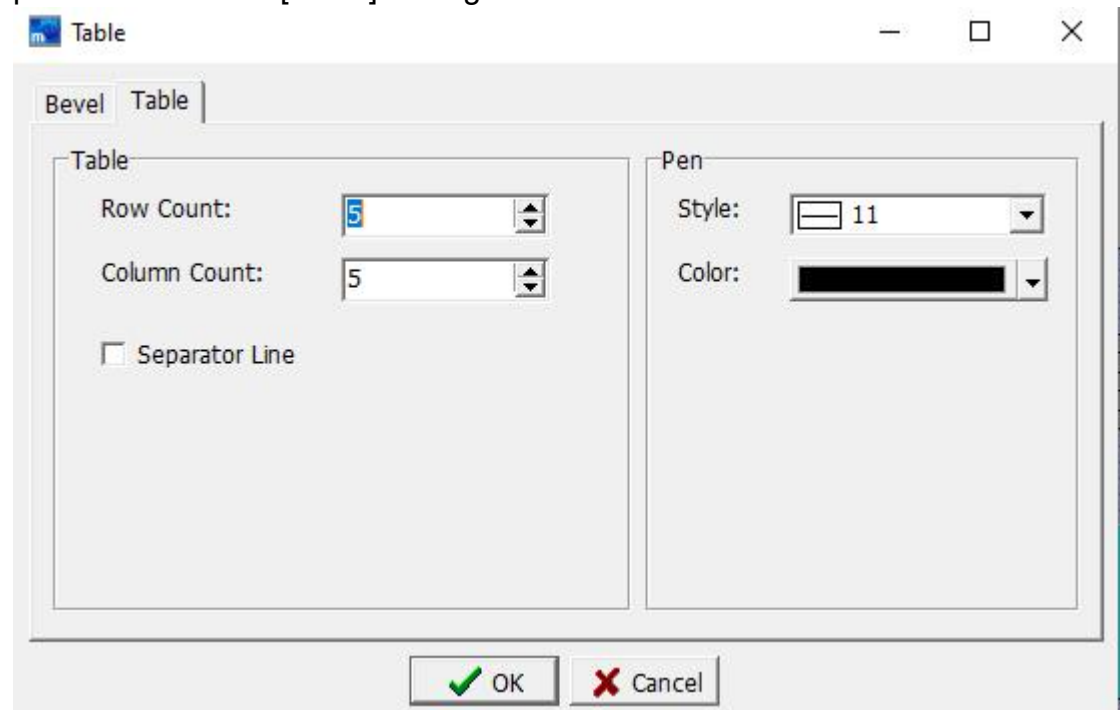 Table
Bevel Table
Table
Row Count: 5
Column Count: 5
Separator Line
Pen
Style: 11
Color:
OK Cancel